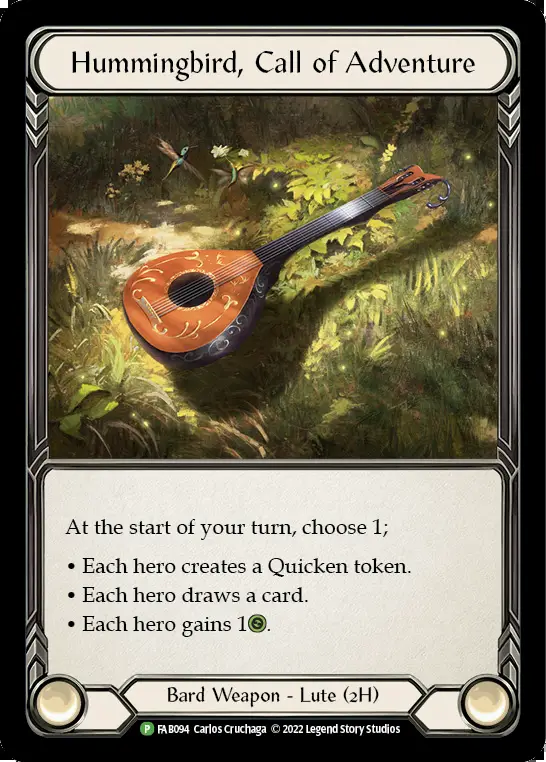 Hummingbird, Call of Adventure
At the start of your turn, choose 1;
• Each hero creates a Quicken token.
• Each hero draws a card.
• Each hero gains 1.
Bard Weapon - Lute (2H)
P FAB094 Carlos Cruchaga © 2022 Legend Story Studios